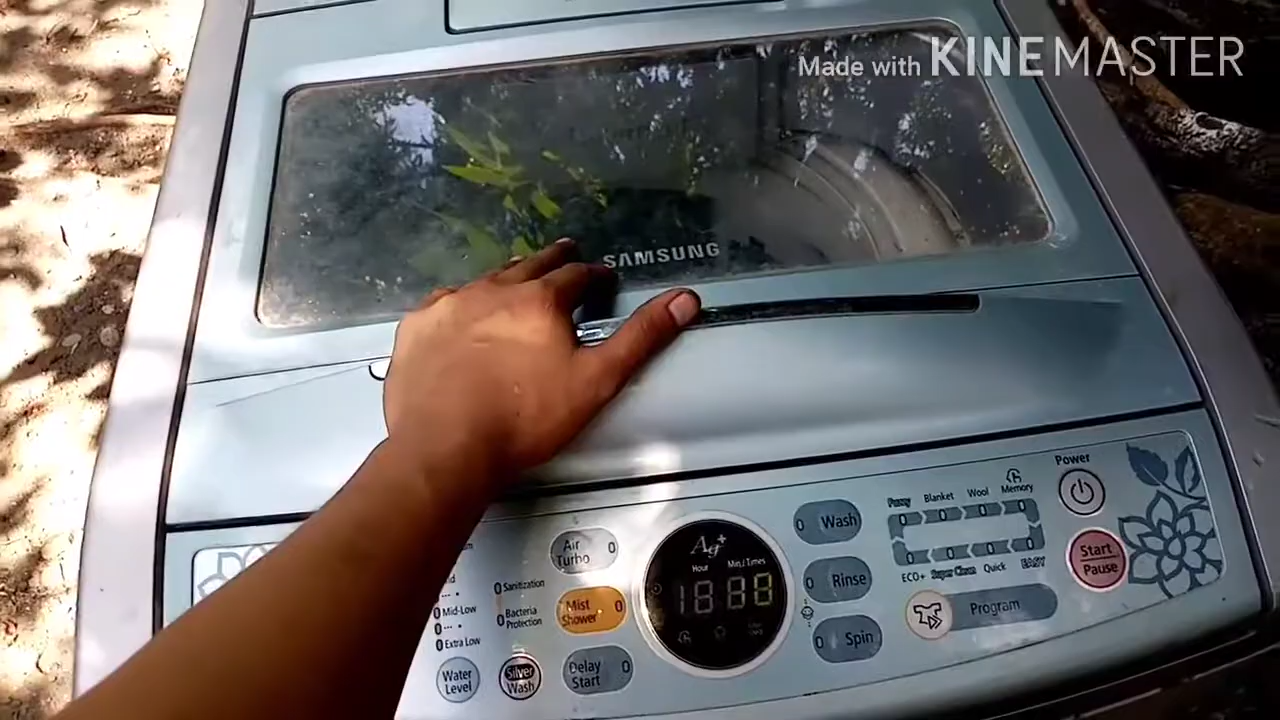 Made with KINEMASTER
SAMSUNG
Power
Fuzzy Blanket Wool Memory
ECO+ Super Clean Quick EASY
Start
Pause
Program
Wash
Rinse
Spin
Ag+
Hour Min./Times
18 88
Air
Turbo
Mist
Shower
Delay
Start
Sanitization
Bacteria
Protection
Silver
Wash
Mid-Low
Extra Low
Water
Level